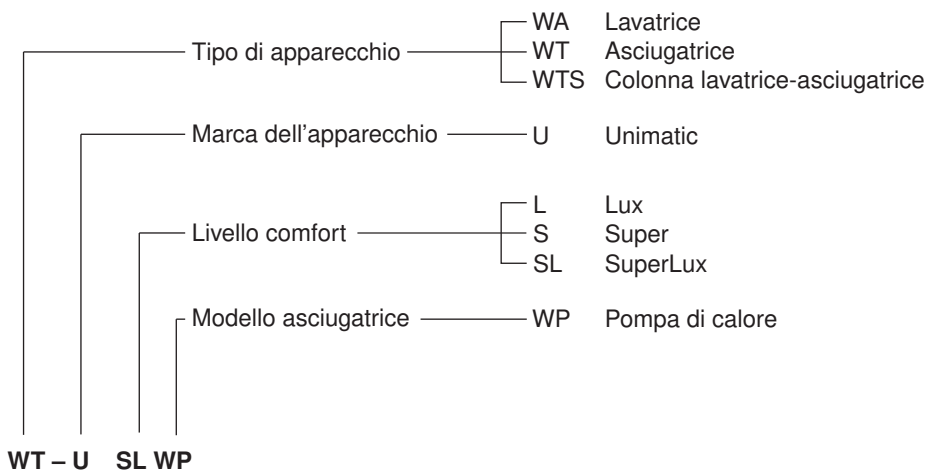 WA Lavatrice
Tipo di apparecchio WT Asciugatrice
WTS Colonna lavatrice-asciugatrice
Marca dell'apparecchio U Unimatic
L Lux
Livello comfort S Super
SL SuperLux
Modello asciugatrice WP Pompa di calore
WT – U SL WP